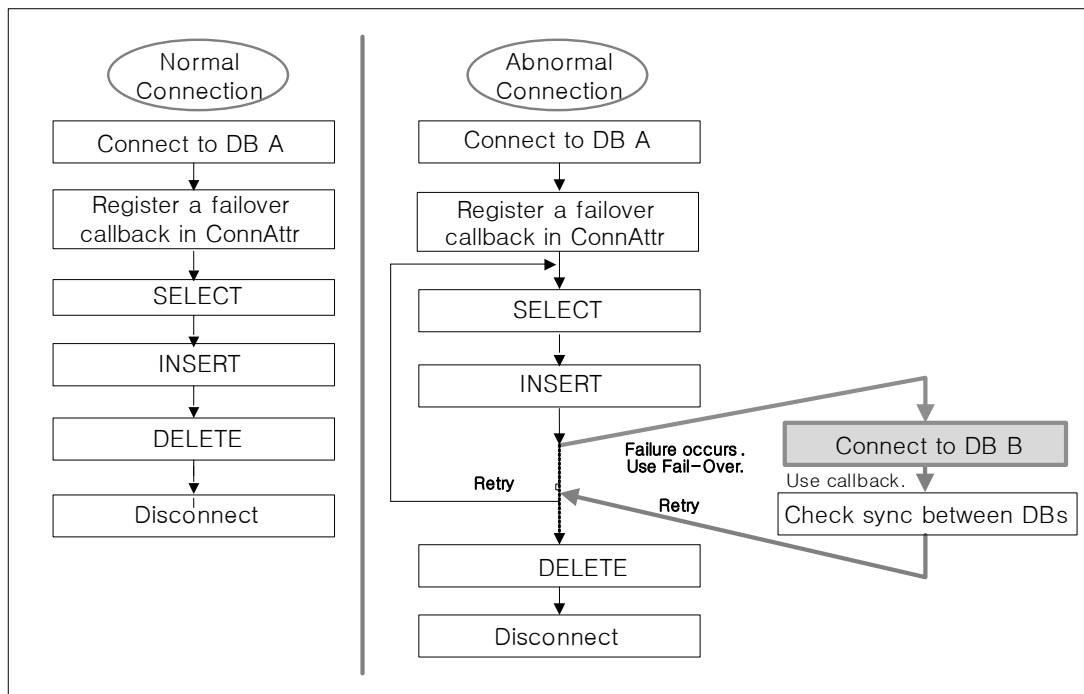 Normal
Connection
Connect to DB A
Register a failover
callback in ConnAttr
SELECT
INSERT
DELETE
Disconnect
Abnormal
Connection
Connect to DB A
Register a failover
callback in ConnAttr
SELECT
INSERT
Failure occurs.
Use Fail-Over.
Connect to DB B
Use callback.
Check sync between DBs
Retry
Retry
DELETE
Disconnect